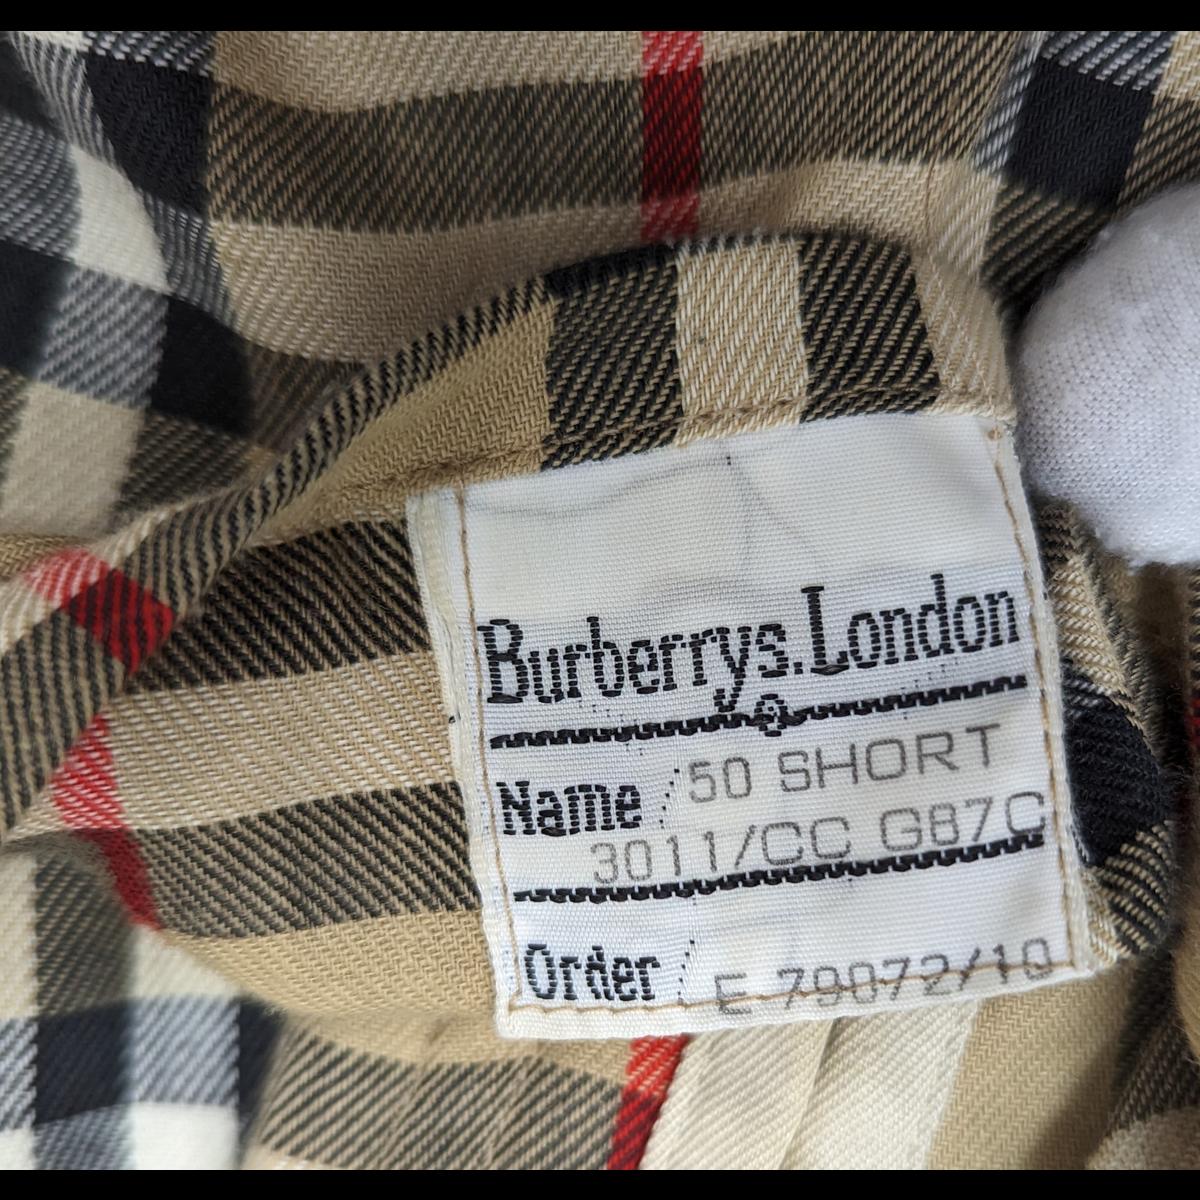 Burberrys.London
Name / 50 SHORT
3011/CC G87C
Order / E 79072/10